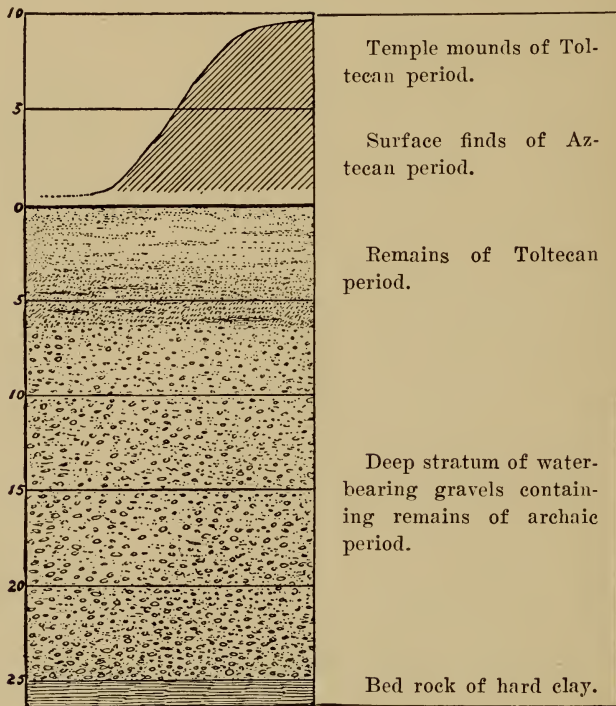 10
Temple mounds of Tol-
tecan period.
5
Surface finds of Az-
tecan period.
0
Remains of Toltecan
period.
5
10
Deep stratum of water-
bearing gravels contain-
ing remains of archaic
period.
15
20
25
Bed rock of hard clay.